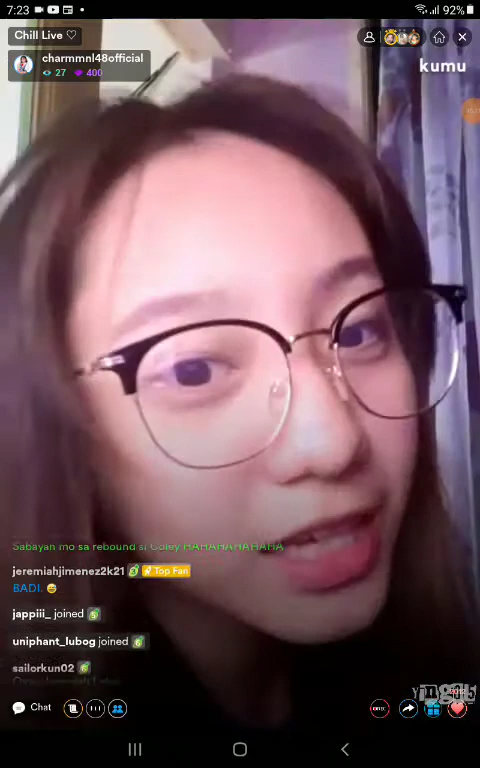 7:23
92%
Chill Live ♡
charmmnl48official
27 400
kumu
Sabayan mo sa rebound si Coley HAHAHAHAHAHA
jeremiahjimenez2k21 Top Fan
BADI. 😄
jappiii_ joined
uniphant_lubog joined
sailorkun02
Chat